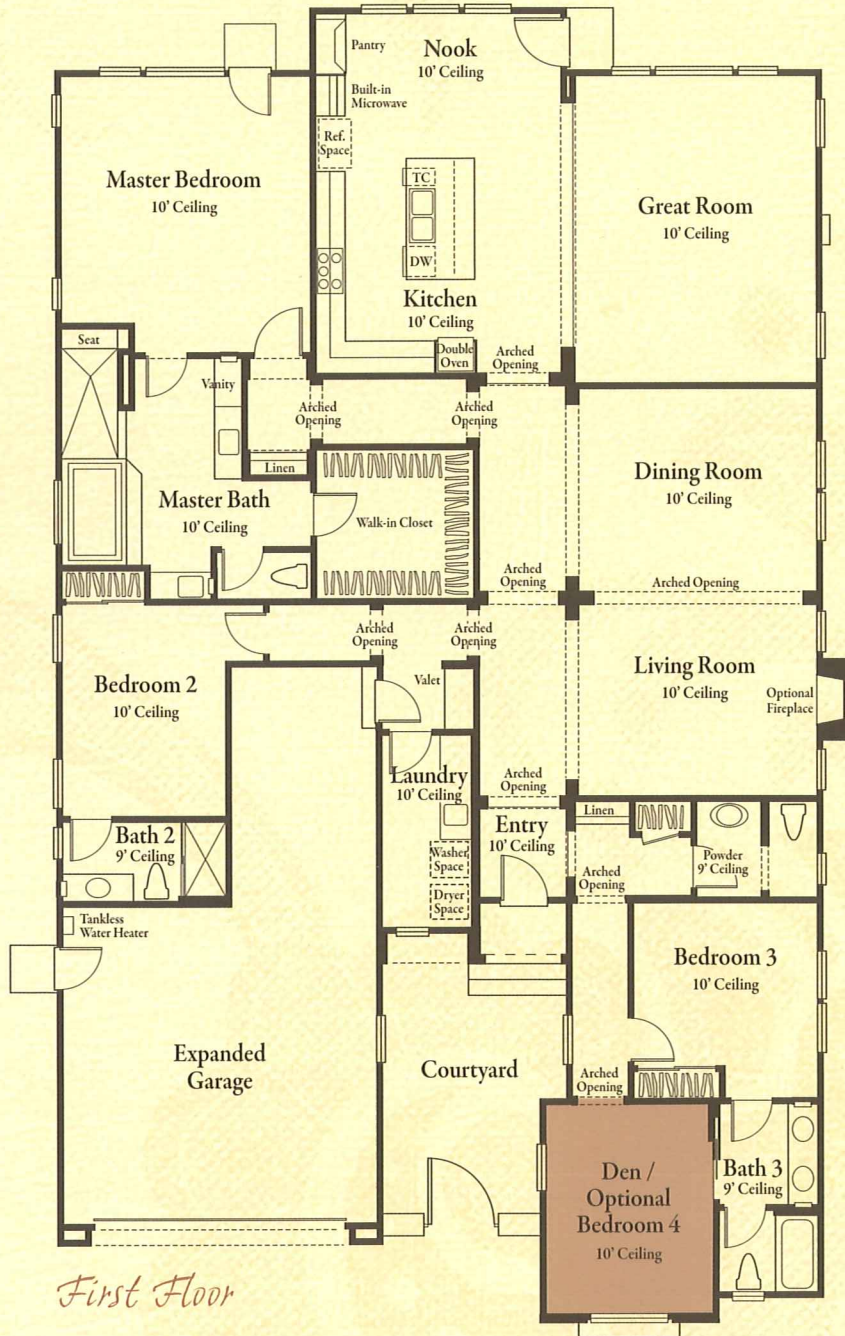 Pantry
Nook
10' Ceiling
Built-in
Microwave
Ref.
Space
Master Bedroom
10' Ceiling
TC
Great Room
10' Ceiling
DW
Kitchen
10' Ceiling
Seat
Double
Oven
Arched
Opening
Vanity
Arched
Opening
Arched
Opening
Linen
Dining Room
10' Ceiling
Master Bath
10' Ceiling
Walk-in Closet
Arched
Opening
Arched Opening
Arched
Opening
Arched
Opening
Bedroom 2
10' Ceiling
Valet
Living Room
10' Ceiling
Optional
Fireplace
Laundry
10' Ceiling
Arched
Opening
Linen
Bath 2
9' Ceiling
Entry
10' Ceiling
Washer
Space
Powder
9' Ceiling
Arched
Opening
Dryer
Space
Tankless
Water Heater
Bedroom 3
10' Ceiling
Expanded
Garage
Courtyard
Arched
Opening
Den /
Optional
Bedroom 4
10' Ceiling
Bath 3
9' Ceiling
First Floor